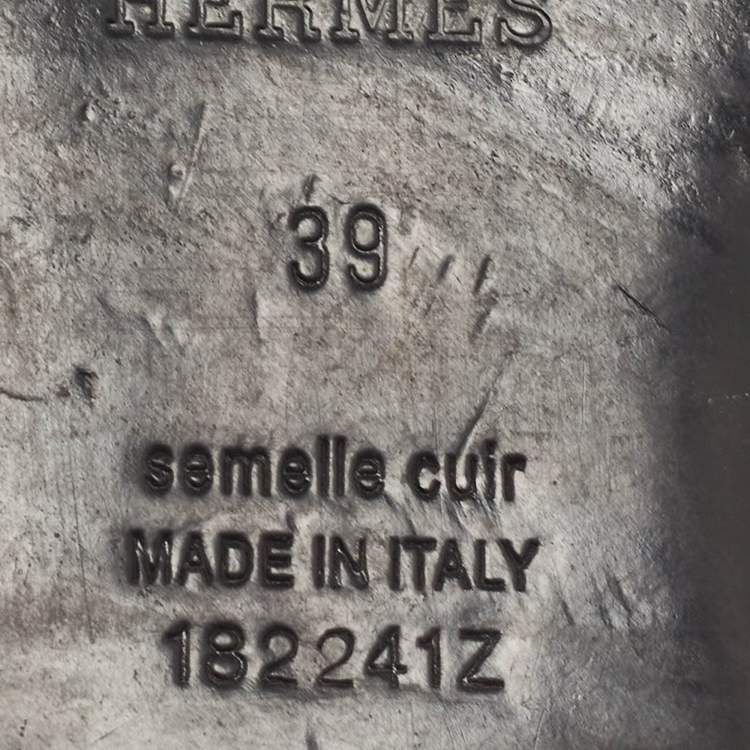 HERMES
39
semelle cuir
MADE IN ITALY
182241Z